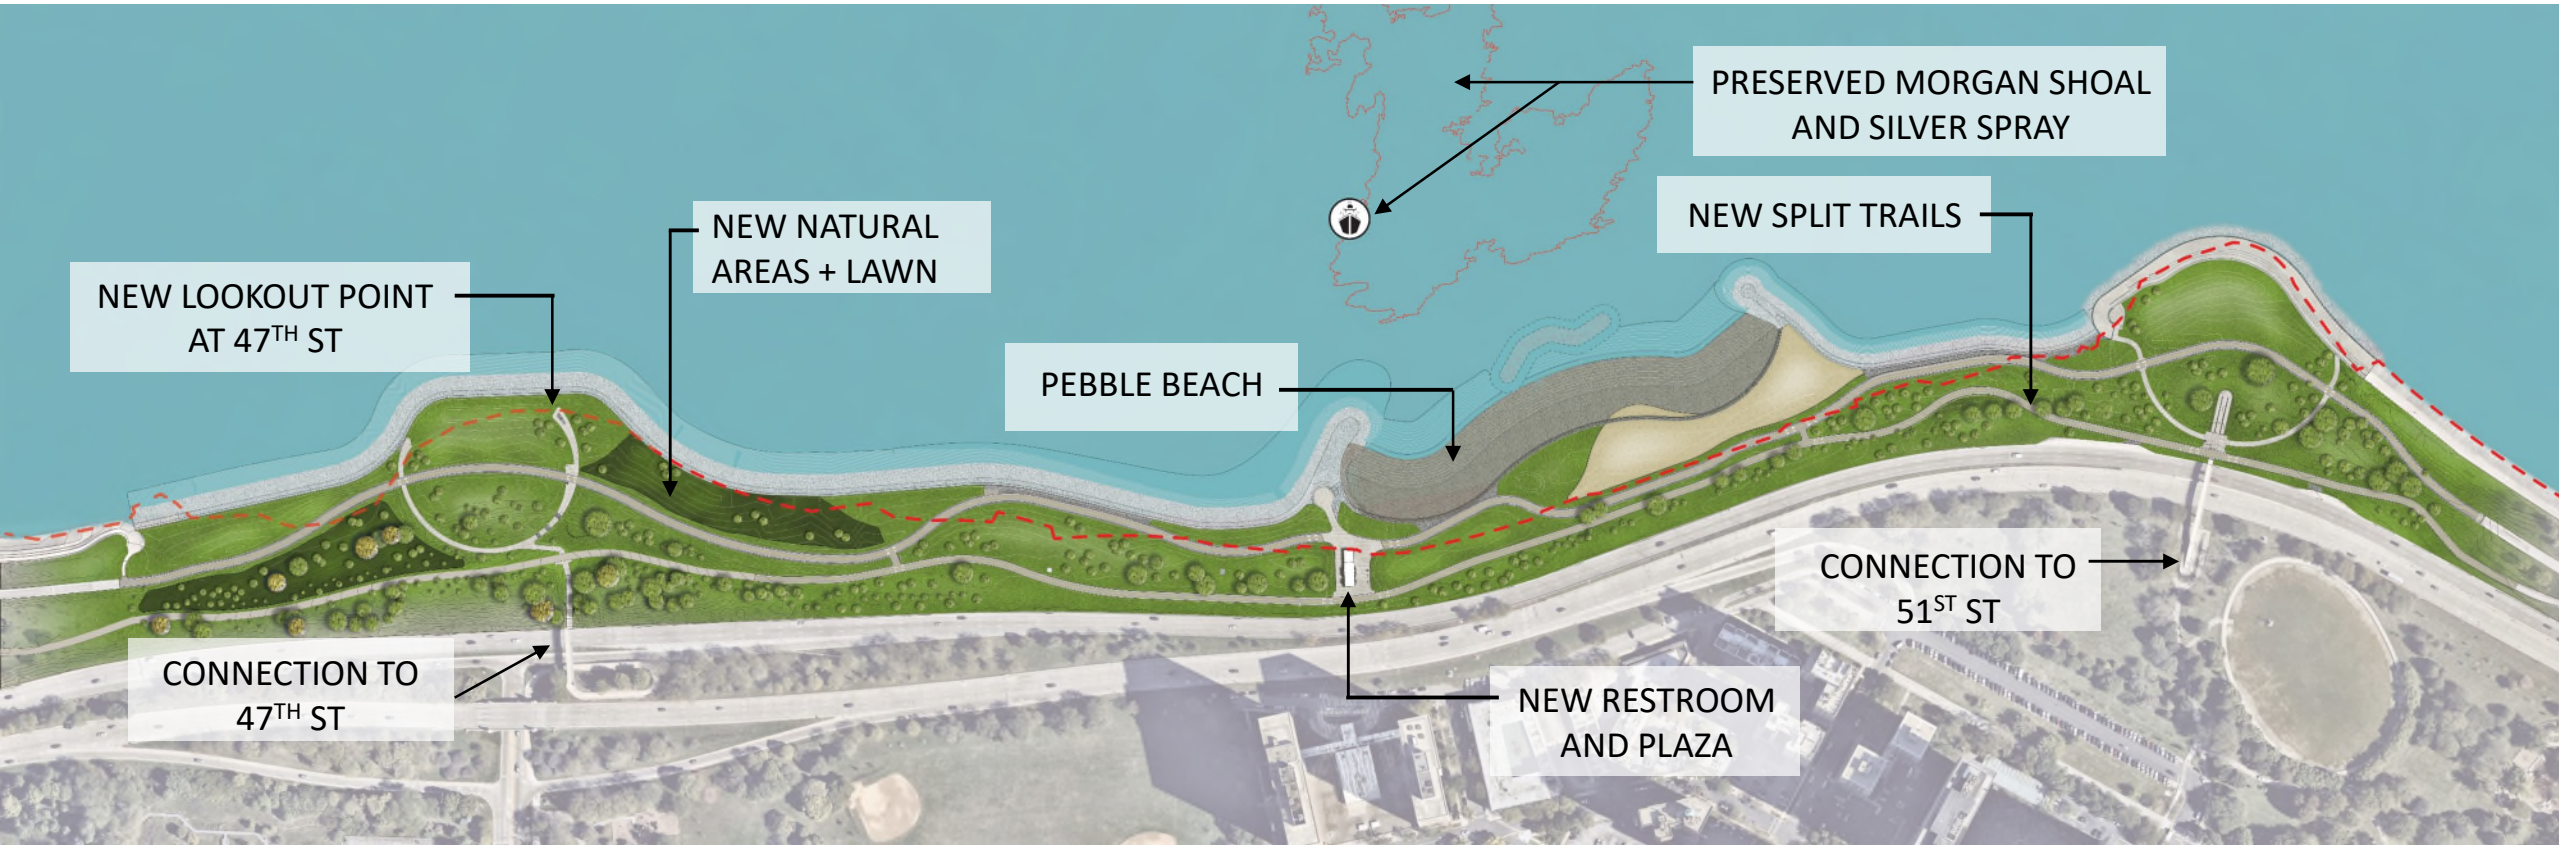 PRESERVED MORGAN SHOAL
AND SILVER SPRAY
NEW SPLIT TRAILS
NEW NATURAL
AREAS + LAWN
NEW LOOKOUT POINT
AT 47TH ST
PEBBLE BEACH
CONNECTION TO
51ST ST
CONNECTION TO
47TH ST
NEW RESTROOM
AND PLAZA